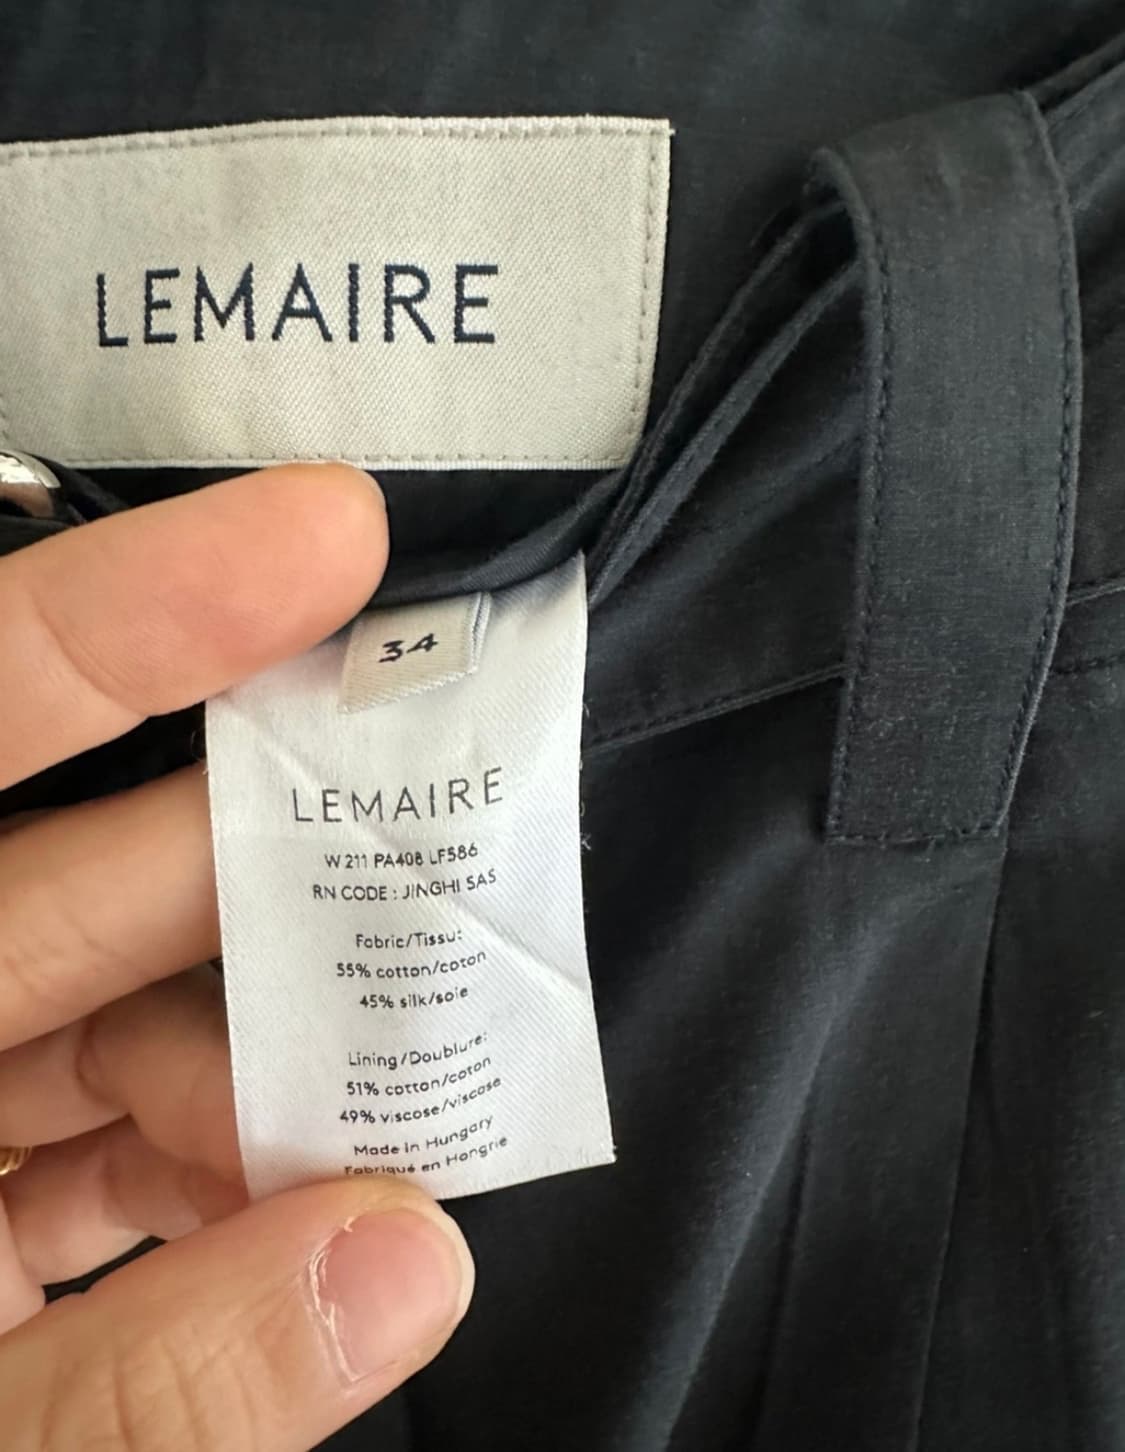 LEMAIRE
34
LEMAIRE
W 211 PA408 LF586
RN CODE : JINGHI SAS
Fabric/Tissu:
55% cotton/coton
45% silk/soie
Lining/Doublure:
51% cotton/coton
49% viscose/viscose
Made in Hungary
Fabriqué en Hongrie